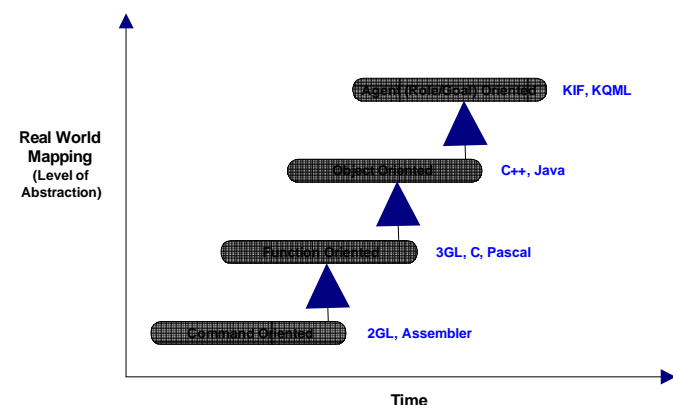 Agent (Role/Goal) Oriented
KIF, KQML
Real World
Mapping
(Level of
Abstraction)
Object Oriented
C++, Java
Function Oriented
3GL, C, Pascal
Command Oriented
2GL, Assembler
Time